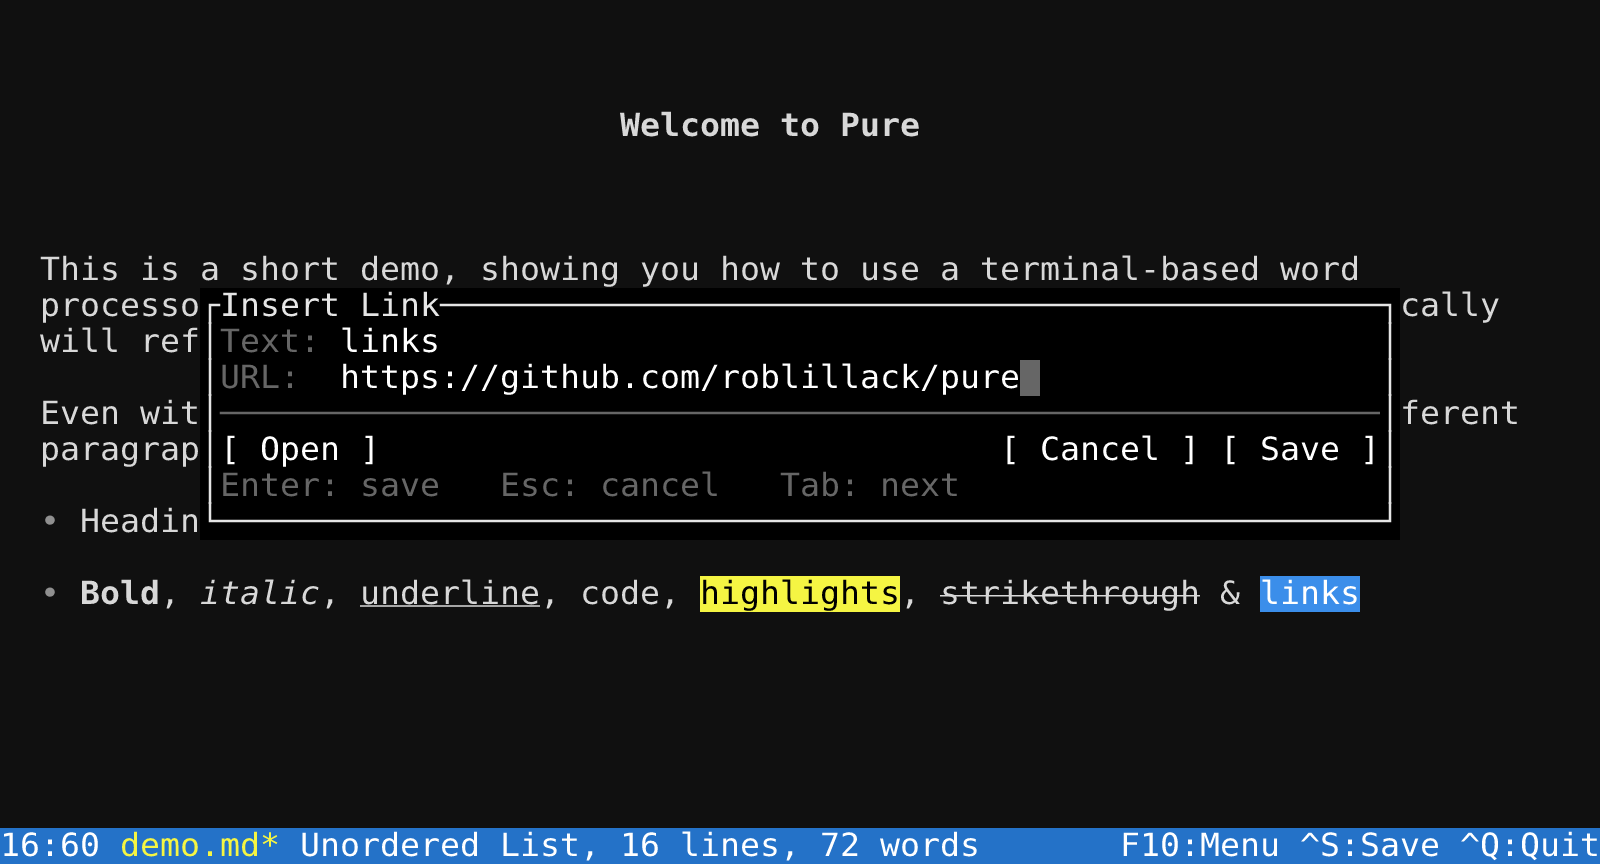 Welcome to Pure
This is a short demo, showing you how to use a terminal-based word
processo cally
will ref
Even wit ferent
paragrap
• Headin
Insert Link
Text: links
URL: https://github.com/roblillack/pure
[ Open ] [ Cancel ] [ Save ]
Enter: save Esc: cancel Tab: next
• Bold, italic, underline, code, highlights, strikethrough & links
16:60 demo.md* Unordered List, 16 lines, 72 words F10:Menu ^S:Save ^Q:Quit